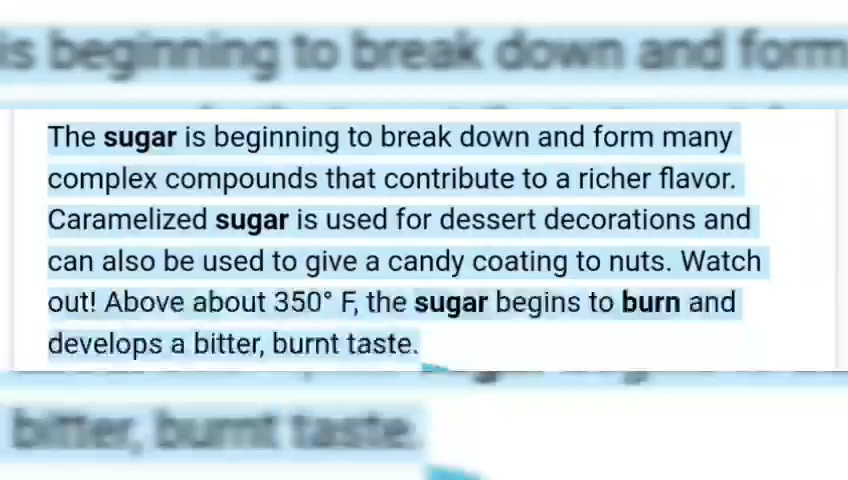 is beginning to break down and form
The sugar is beginning to break down and form many
complex compounds that contribute to a richer flavor.
Caramelized sugar is used for dessert decorations and
can also be used to give a candy coating to nuts. Watch
out! Above about 350° F, the sugar begins to burn and
develops a bitter, burnt taste.
bitter, burnt taste.